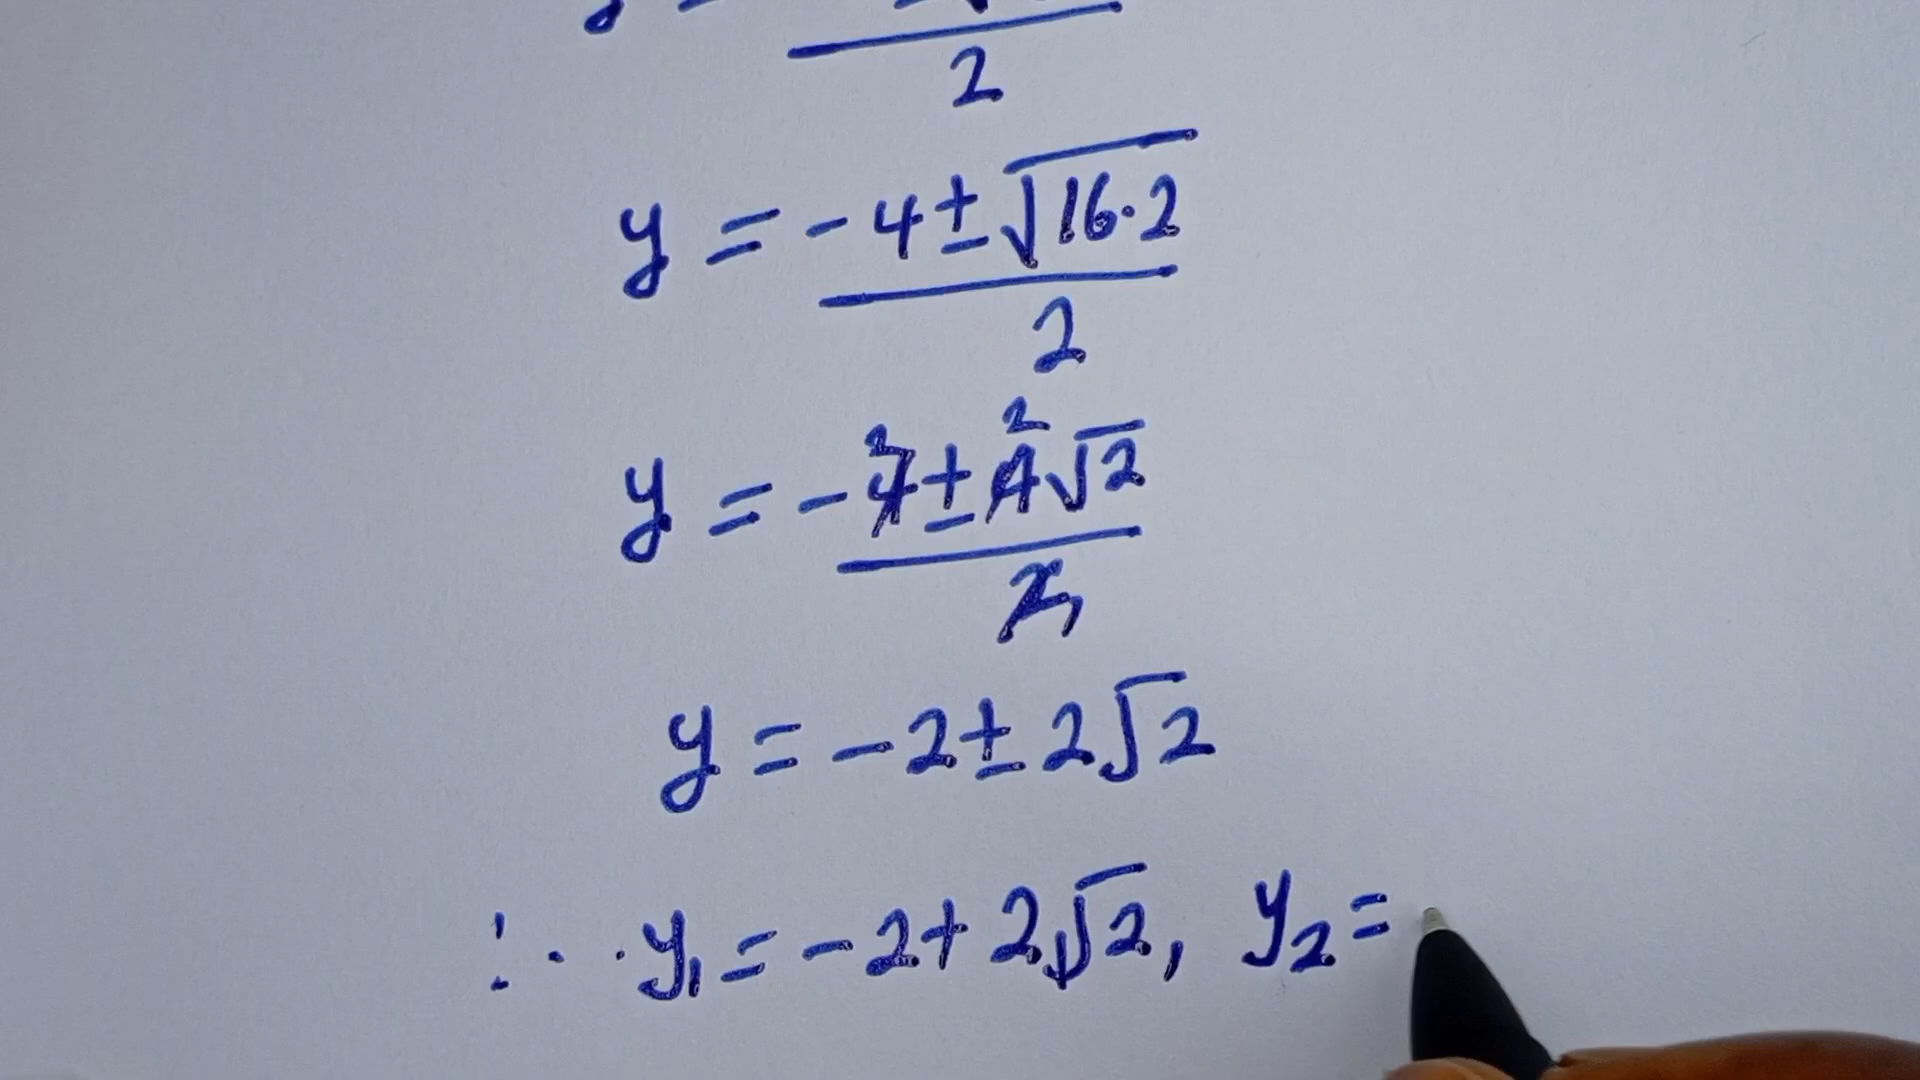 y =
2
y = -4±√16·2
2
y = -4±4√2
2
y = -2±2√2
∴ y₁ = -2+2√2, y₂ =